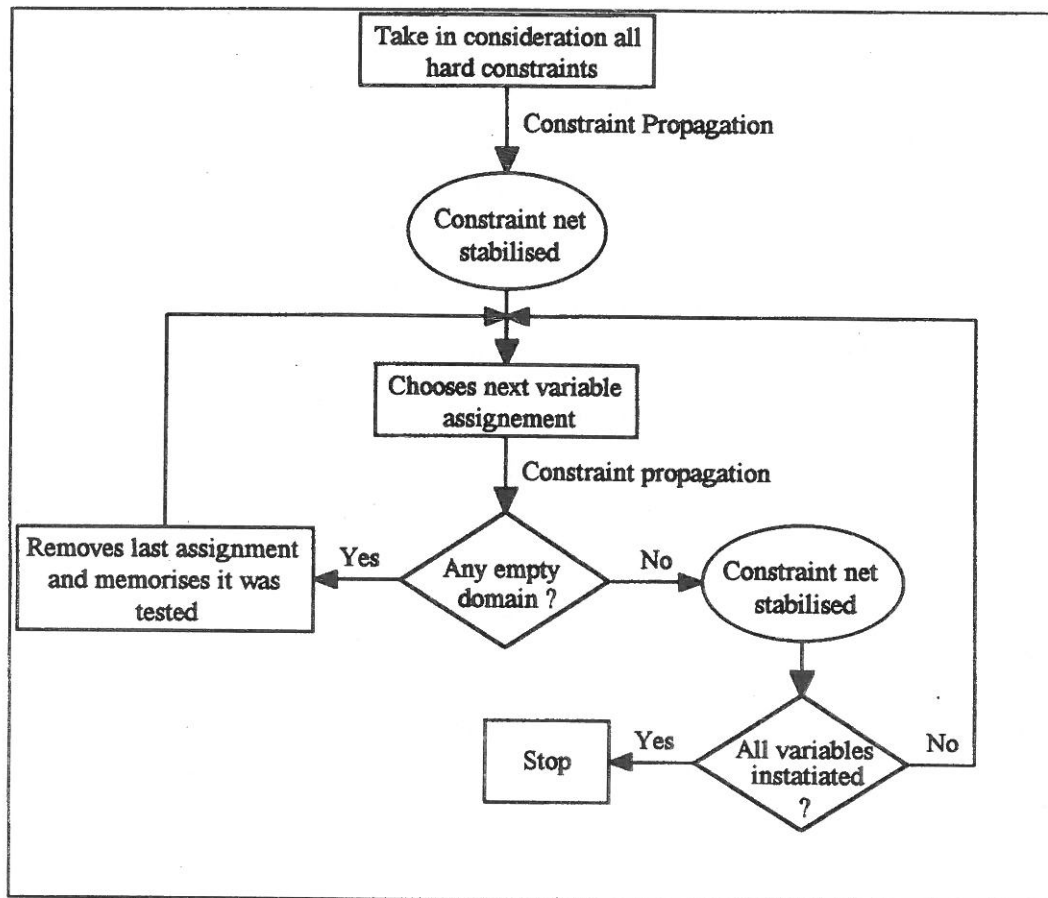 Take in consideration all
hard constraints
Constraint Propagation
Constraint net
stabilised
Chooses next variable
assignement
Constraint propagation
Removes last assignment
and memorises it was
tested
Yes
Any empty
domain ?
No
Constraint net
stabilised
Stop
Yes
All variables
instatiated
?
No